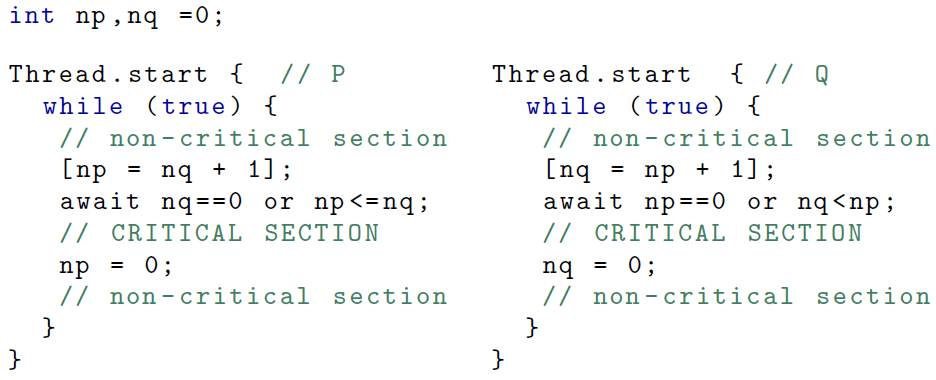 int np,nq =0;
Thread.start {  // P
while (true) {
// non-critical section
[np = nq + 1];
await nq==0 or np<=nq;
// CRITICAL SECTION
np = 0;
// non-critical section
}
}
Thread.start  { // Q
while (true) {
// non-critical section
[nq = np + 1];
await np==0 or nq<np;
// CRITICAL SECTION
nq = 0;
// non-critical section
}
}